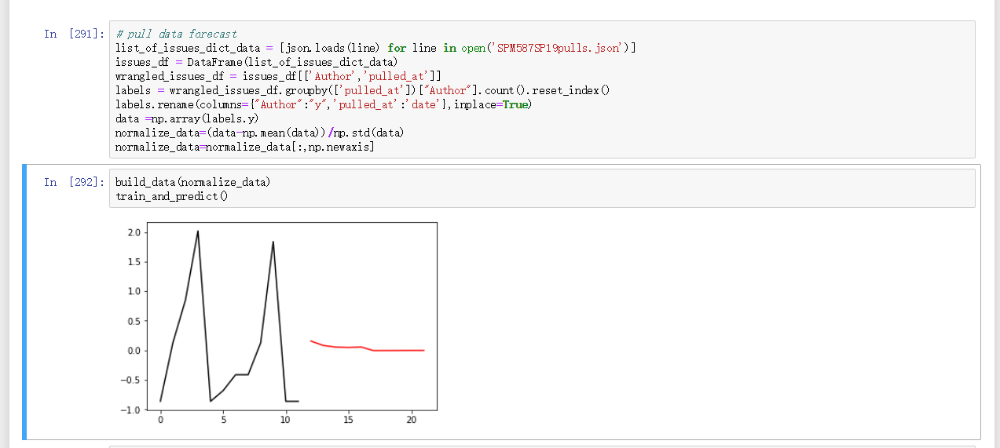 In [291]:
# pull data forecast
list_of_issues_dict_data = [json.loads(line) for line in open('SPM587SP19pulls.json')]
issues_df = DataFrame(list_of_issues_dict_data)
wrangled_issues_df = issues_df[['Author','pulled_at']]
labels = wrangled_issues_df.groupby(['pulled_at'])["Author"].count().reset_index()
labels.rename(columns={"Author":"y",'pulled_at':'date'},inplace=True)
data =np.array(labels.y)
normalize_data=(data-np.mean(data))/np.std(data)
normalize_data=normalize_data[:,np.newaxis]
In [292]:
build_data(normalize_data)
train_and_predict()
2.0
1.5
1.0
0.5
0.0
−0.5
−1.0
0 5 10 15 20